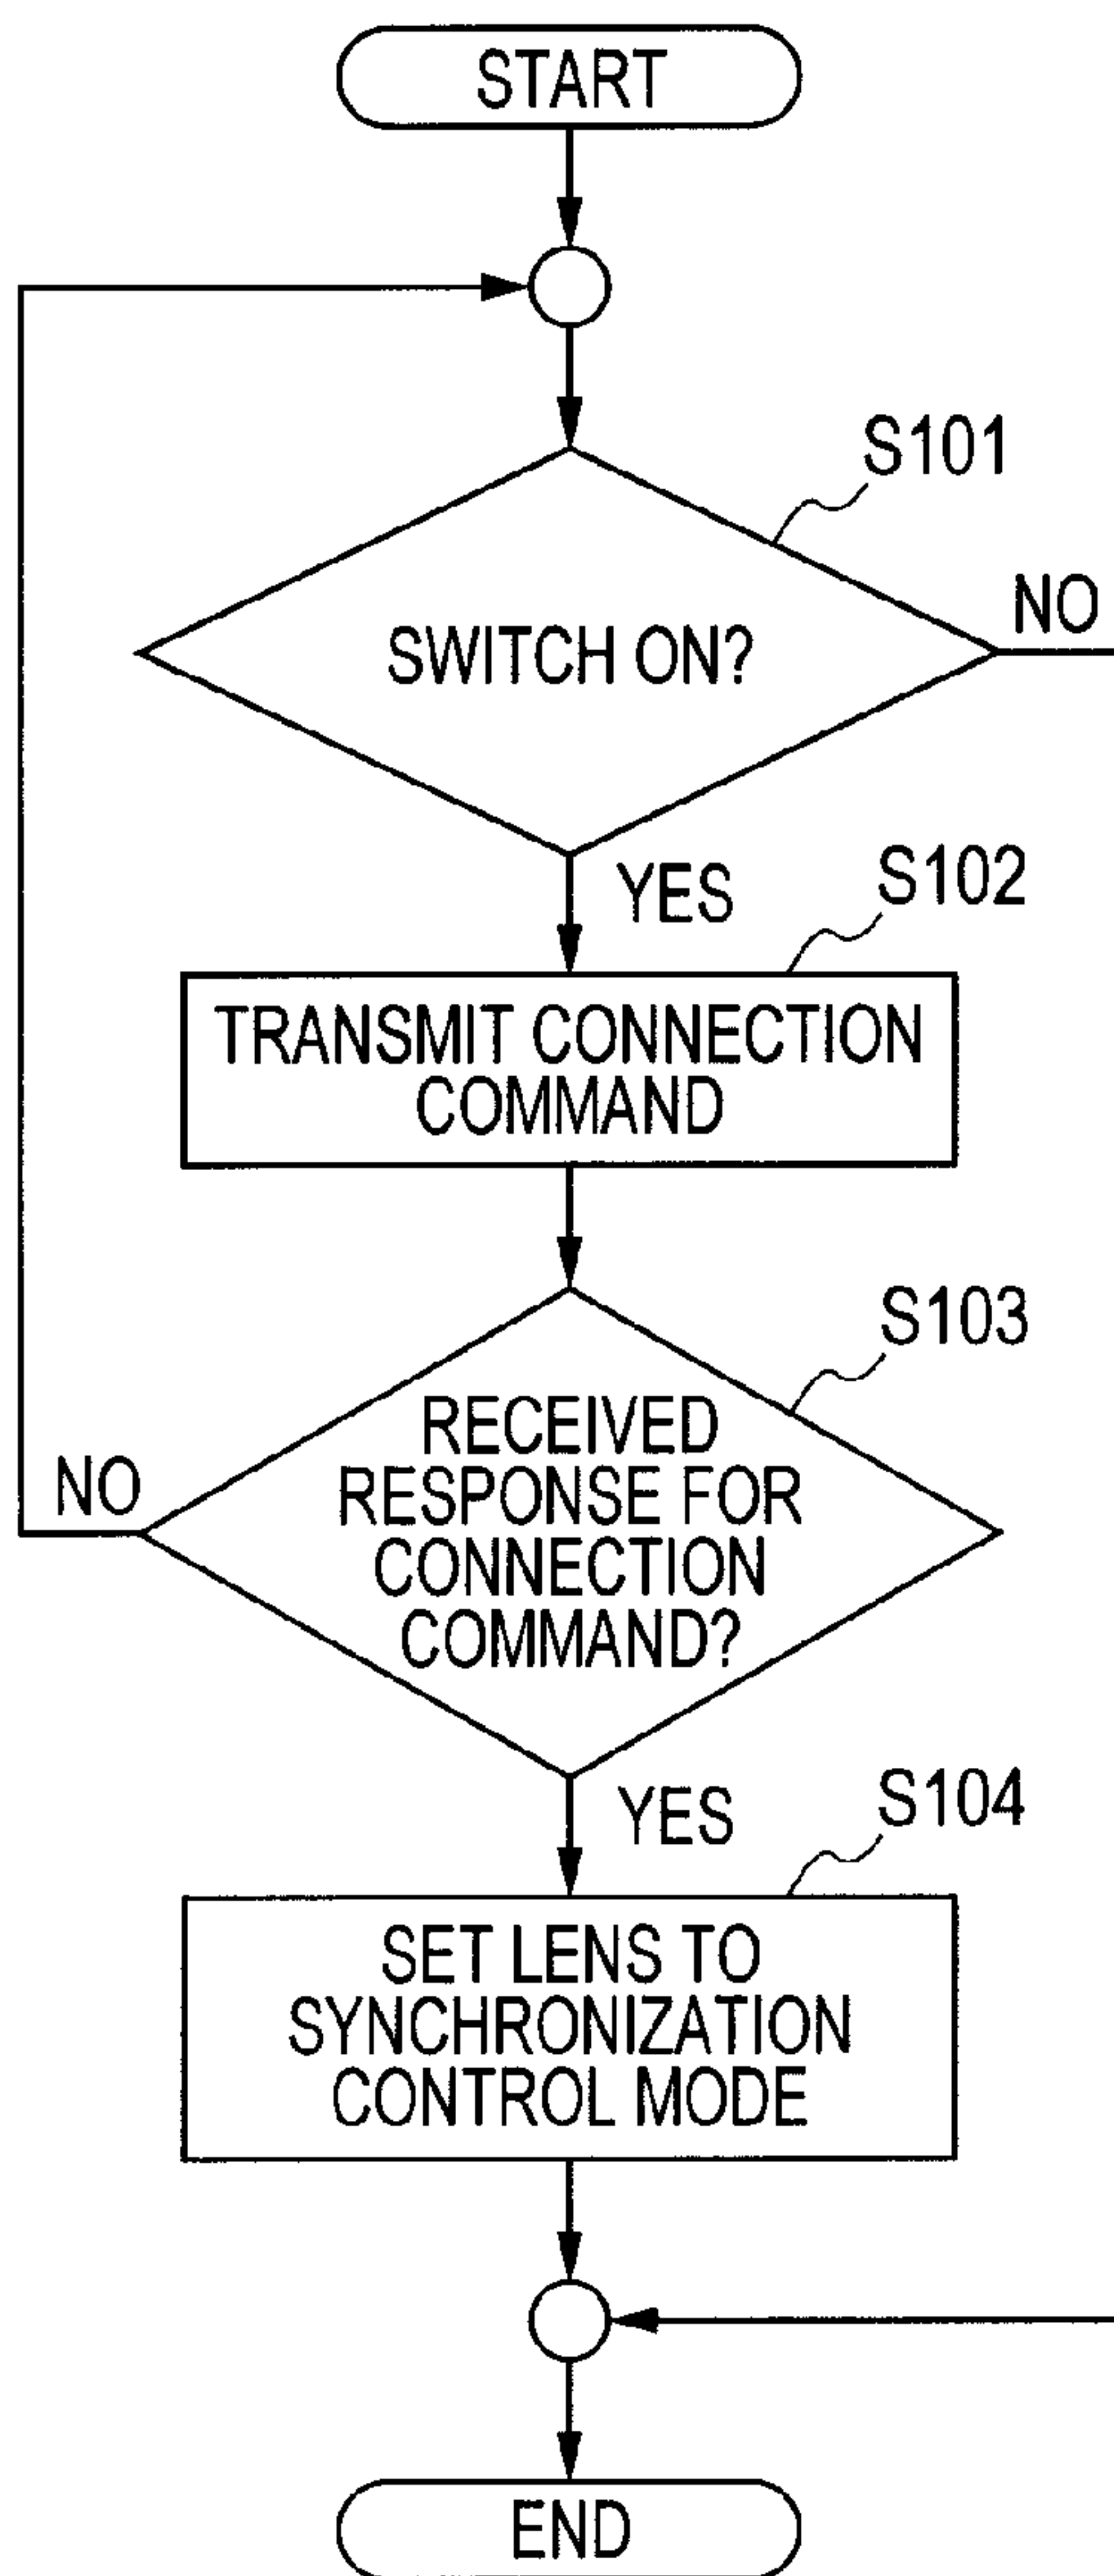 START
S101
SWITCH ON?
NO
YES
S102
TRANSMIT CONNECTION
COMMAND
S103
RECEIVED
RESPONSE FOR
CONNECTION
COMMAND?
NO
YES
S104
SET LENS TO
SYNCHRONIZATION
CONTROL MODE
END